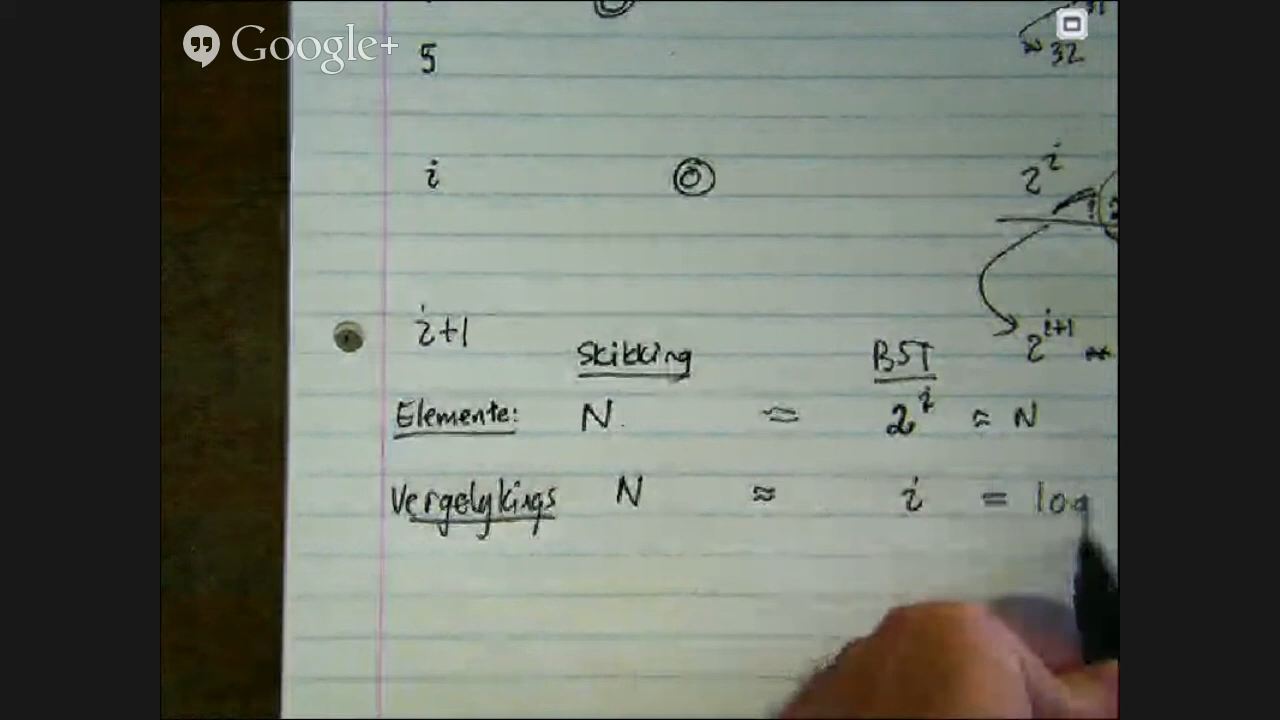 Google+
5
32
i
2^i
i+1
2^{i+1} ≈
Skikking BST
Elemente: N. ≈ 2^i ≈ N
Vergelykings N ≈ i = log